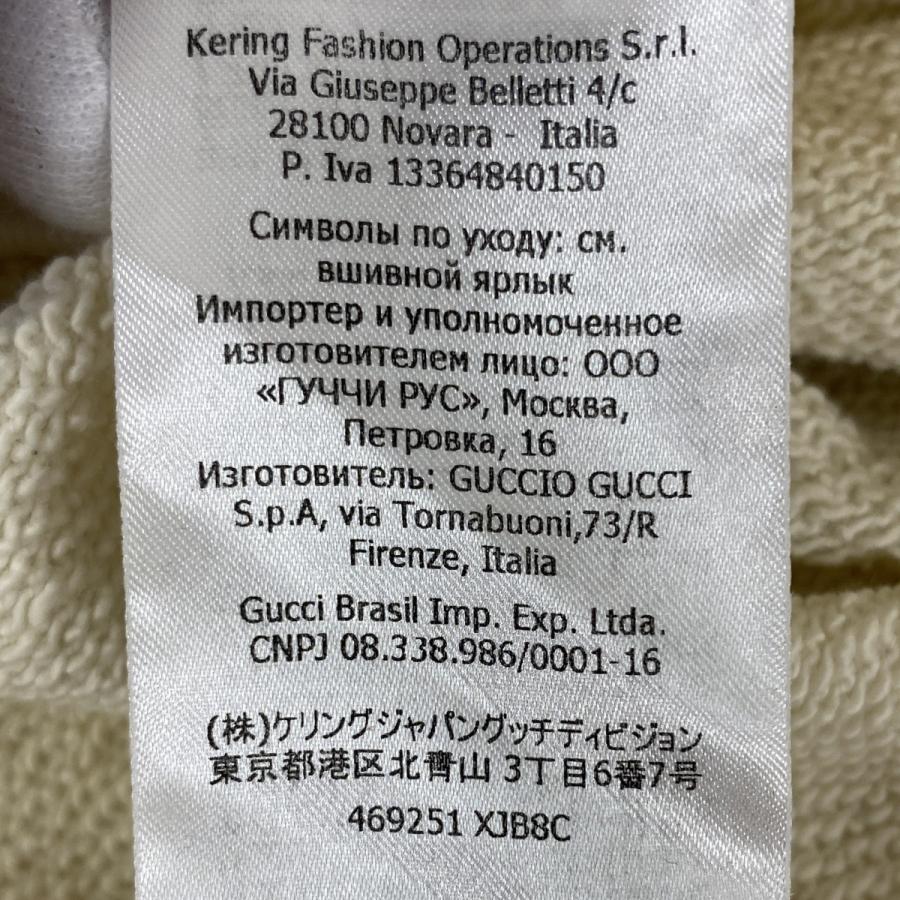 Kering Fashion Operations S.r.l.
Via Giuseppe Belletti 4/c
28100 Novara - Italia
P. Iva 13364840150
Символы по уходу: см.
вшивной ярлык
Импортер и уполномоченное
изготовителем лицо: ООО
«ГУЧЧИ РУС», Москва,
Петровка, 16
Изготовитель: GUCCIO GUCCI
S.p.A, via Tornabuoni,73/R
Firenze, Italia
Gucci Brasil Imp. Exp. Ltda.
CNPJ 08.338.986/0001-16
(株)ケリングジャパングッチディビジョン
東京都港区北青山 3丁目6番7号
469251 XJB8C